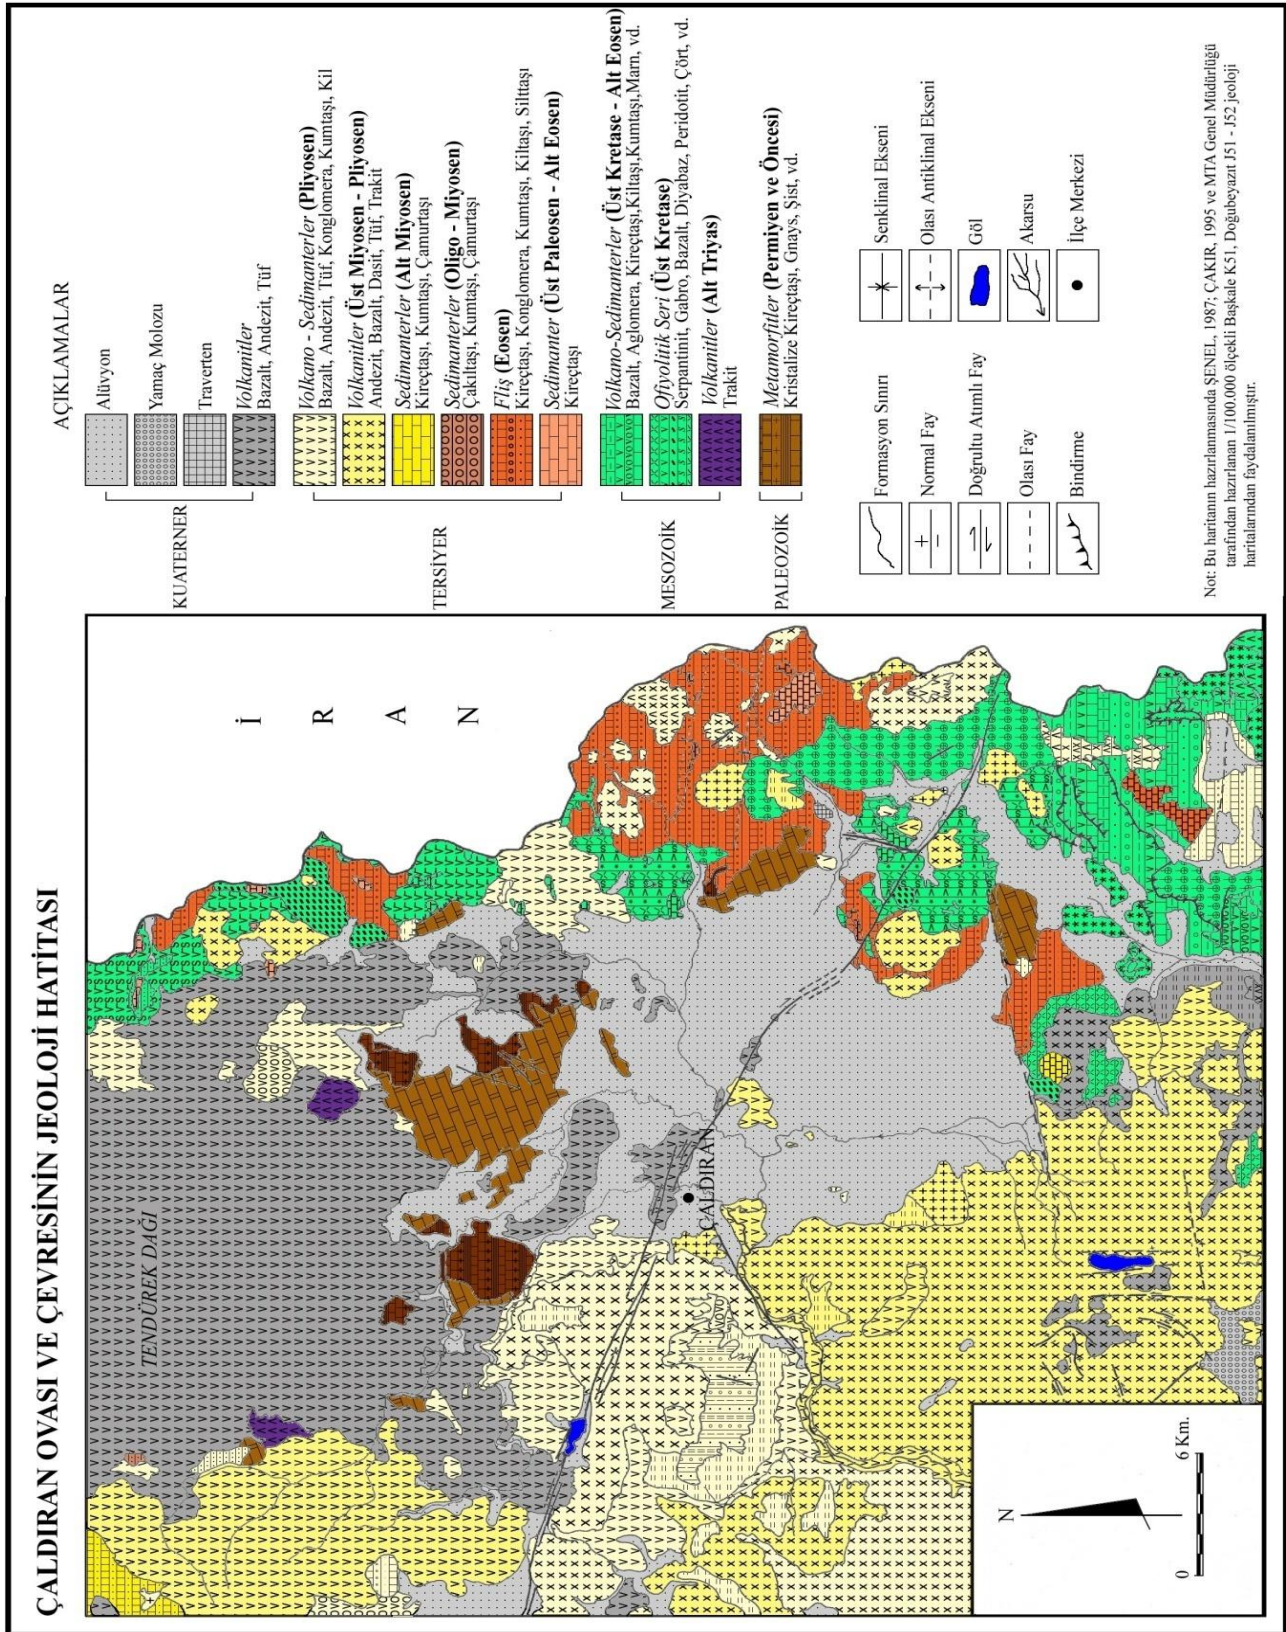 ÇALDIRAN OVASI VE ÇEVRESİNİN JEOLOJİ HATİTASI
TENDÜREK DAĞI
İRAN
ÇALDIRAN
N
0
6 Km.
AÇIKLAMALAR
KUATERNER
Alüvyon
Yamaç Molozu
Traverten
Volkanitler
Bazalt, Andezit, Tüf
TERSİYER
Volkano - Sedimanterler (Pliyosen)
Bazalt, Andezit, Tüf, Konglomera, Kumtaşı, Kil
Volkanitler (Üst Miyosen - Pliyosen)
Andezit, Bazalt, Dasit, Tüf, Trakit
Sedimanterler (Alt Miyosen)
Kireçtaşı, Kumtaşı, Çamurtaşı
Sedimanterler (Oligo - Miyosen)
Çakıltaşı, Kumtaşı, Çamurtaşı
Fliş (Eosen)
Kireçtaşı, Konglomera, Kumtaşı, Kiltaşı, Silttaşı
Sedimanter (Üst Paleosen - Alt Eosen)
Kireçtaşı
MESOZOİK
Volkano-Sedimanterler (Üst Kretase - Alt Eosen)
Bazalt, Aglomera, Kireçtaşı,Kiltaşı,Kumtaşı,Marn, vd.
Ofiyolitik Seri (Üst Kretase)
Serpantinit, Gabro, Bazalt, Diyabaz, Peridotit, Çört, vd.
Volkanitler (Alt Triyas)
Trakit
PALEOZOİK
Metamorfitler (Permiyen ve Öncesi)
Kristalize Kireçtaşı, Gnays, Şist, vd.
Formasyon Sınırı
Normal Fay
Doğrultu Atımlı Fay
Olası Fay
Bindirme
Senklinal Ekseni
Olası Antiklinal Ekseni
Göl
Akarsu
İlçe Merkezi
Not: Bu haritanın hazırlanmasında ŞENEL, 1987; ÇAKIR, 1995 ve MTA Genel Müdürlüğü
tarafından hazırlanan 1/100.000 ölçekli Başkale K51, Doğubeyazıt J51 - J52 jeoloji
haritalarından faydalanılmıştır.